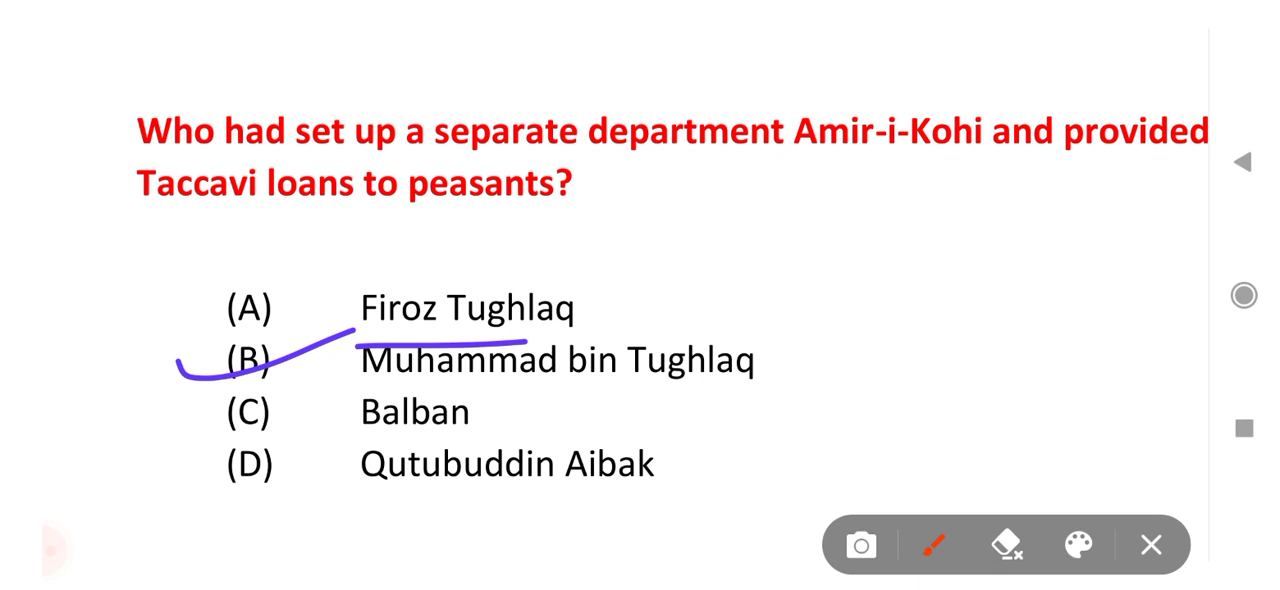 Who had set up a separate department Amir-i-Kohi and provided
Taccavi loans to peasants?
(A) Firoz Tughlaq
(B) Muhammad bin Tughlaq
(C) Balban
(D) Qutubuddin Aibak